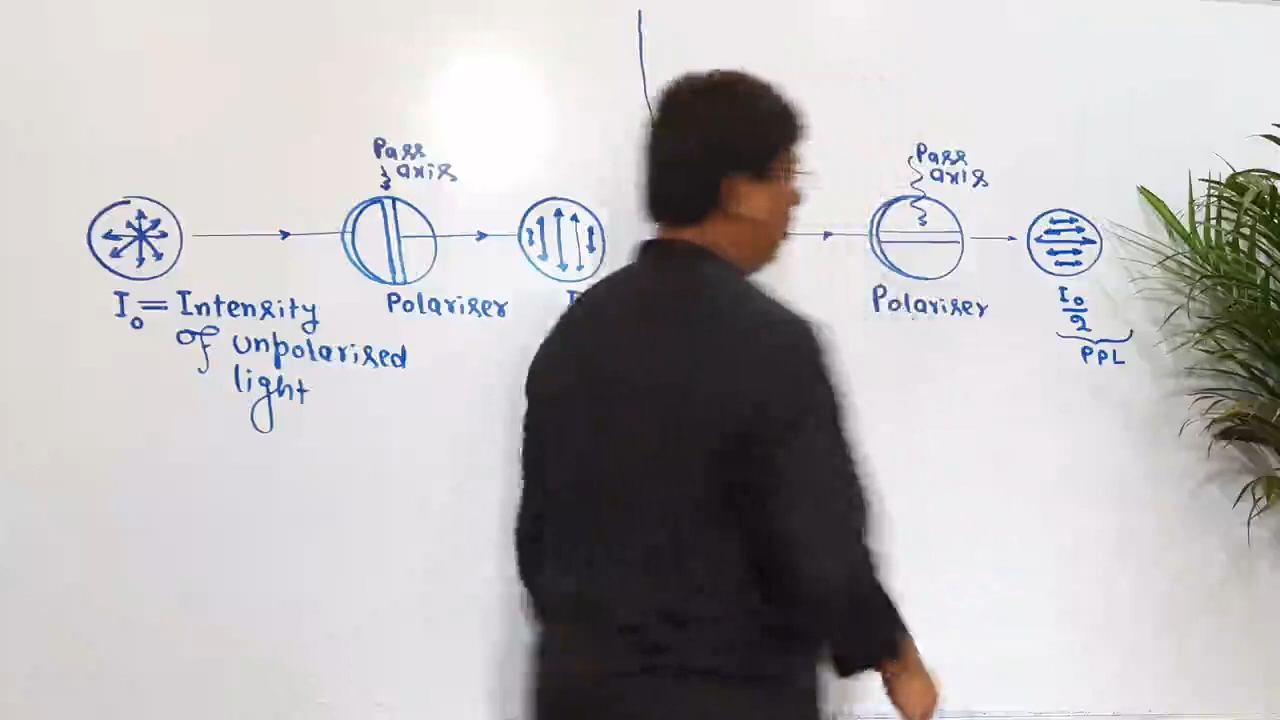 Pass
axis
Polariser
I₀ = Intensity
of unpolarised
light
I
Pass
axis
Polariser
I₀/2
PPL